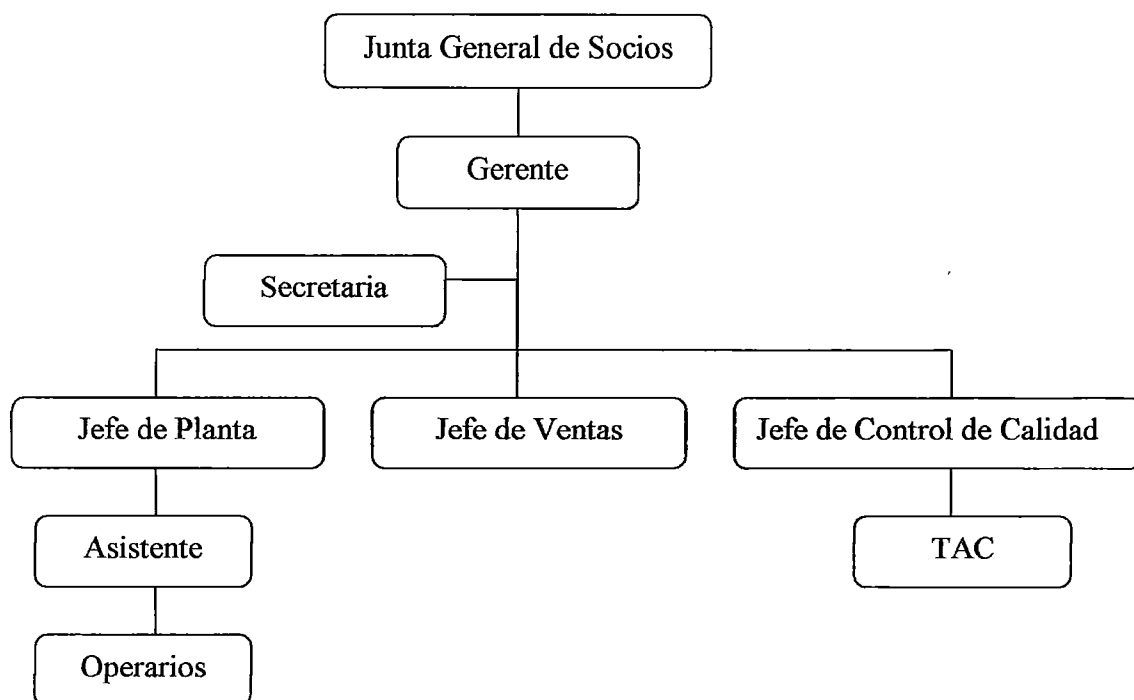 Junta General de Socios
Gerente
Secretaria
Jefe de Planta
Jefe de Ventas
Jefe de Control de Calidad
Asistente
TAC
Operarios